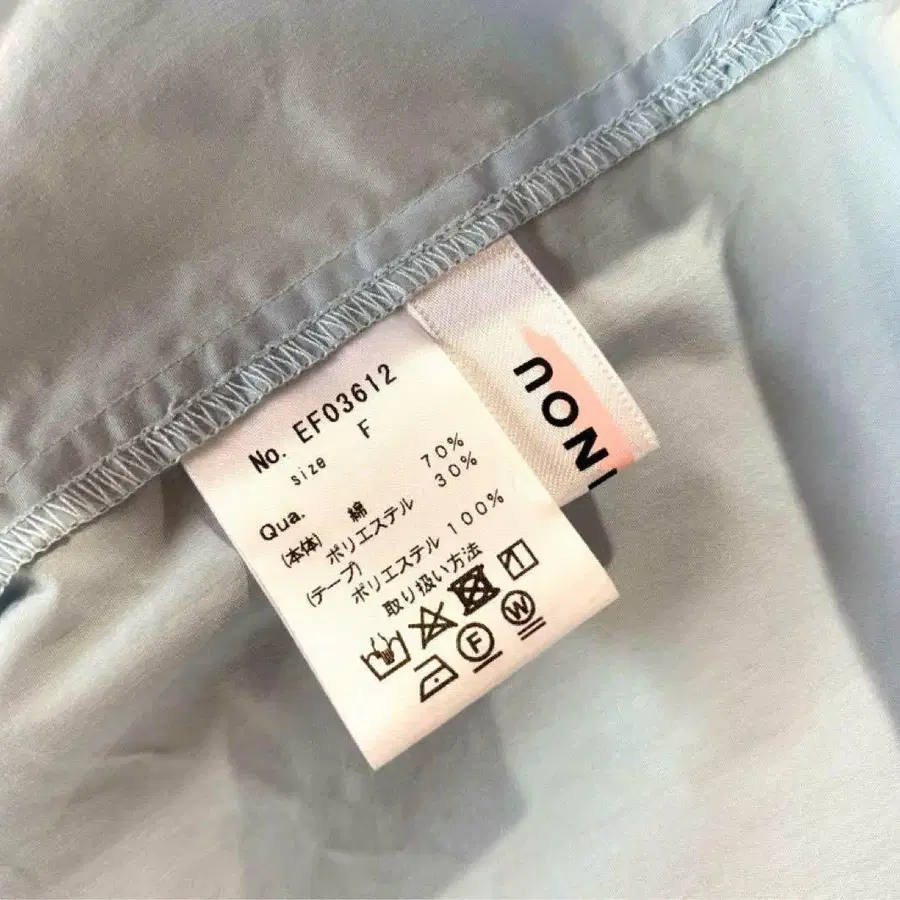 No. EF03612
size F
Qua.
(本体) 綿 70%
ポリエステル 30%
(テープ)
ポリエステル 100%
取り扱い方法
F W
NOU